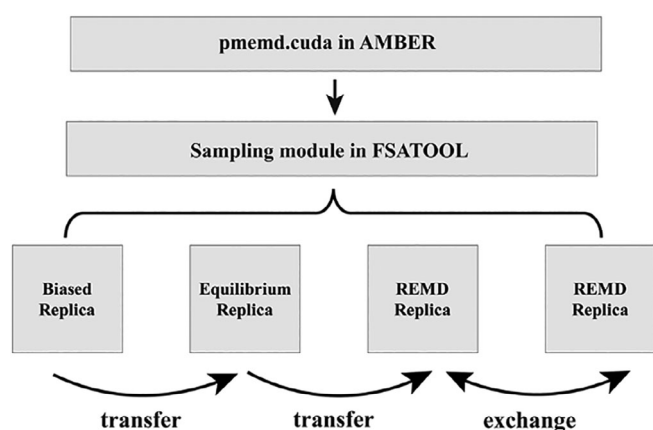 pmemd.cuda in AMBER
Sampling module in FSATOOL
Biased
Replica
Equilibrium
Replica
REMD
Replica
REMD
Replica
transfer
transfer
exchange